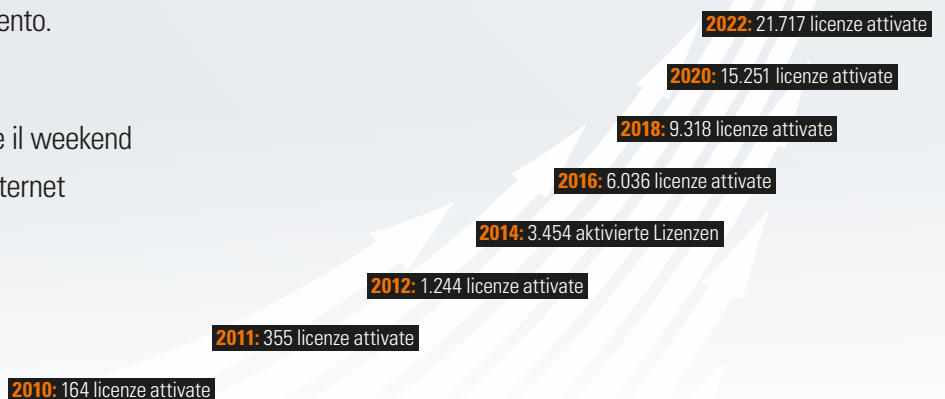 ento.
2022: 21.717 licenze attivate
2020: 15.251 licenze attivate
e il weekend
2018: 9.318 licenze attivate
ternet
2016: 6.036 licenze attivate
2014: 3.454 aktivierte Lizenzen
2012: 1.244 licenze attivate
2011: 355 licenze attivate
2010: 164 licenze attivate